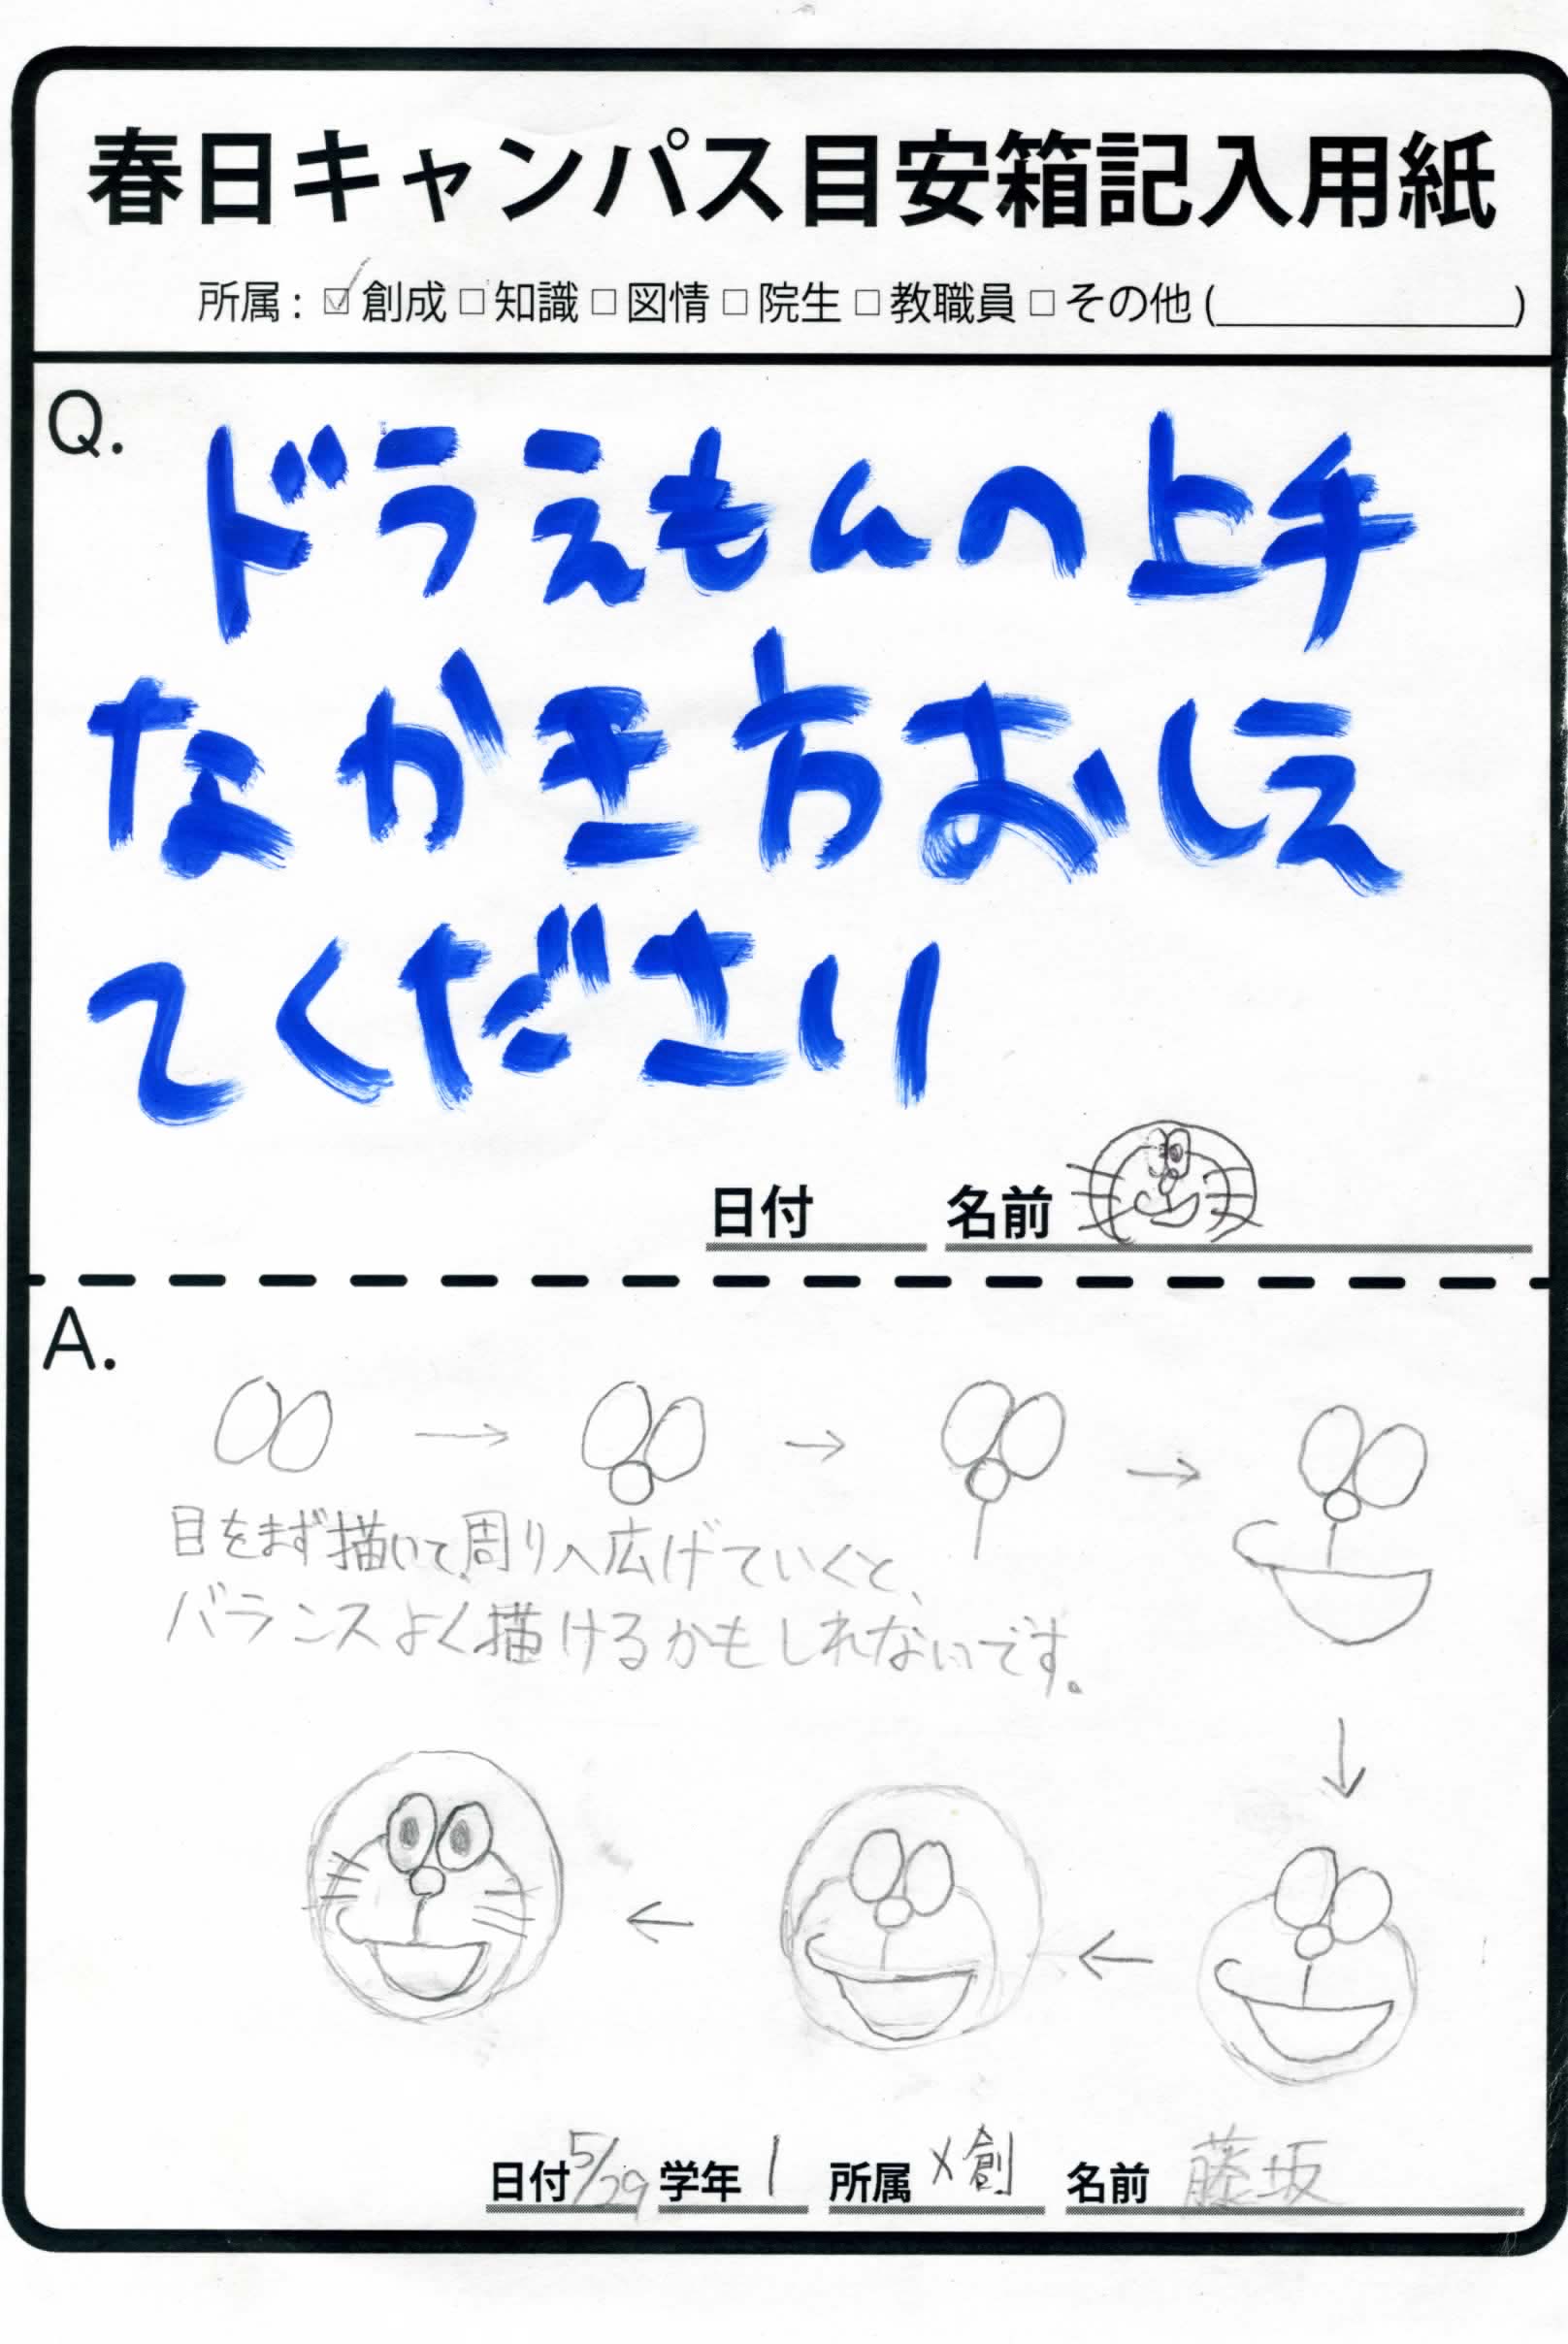 春日キャンパス目安箱記入用紙
所属 : ☑ 創成 □ 知識 □ 図情 □ 院生 □ 教職員 □ その他 ( )
Q.
ドラえもんの上手
なかき方おしえ
てください
日付 名前
A.
目をまず描いて、周りへ広げていくと、
バランスよく描けるかもしれないです。
日付 5/29 学年 1 所属 メ創 名前 藤坂